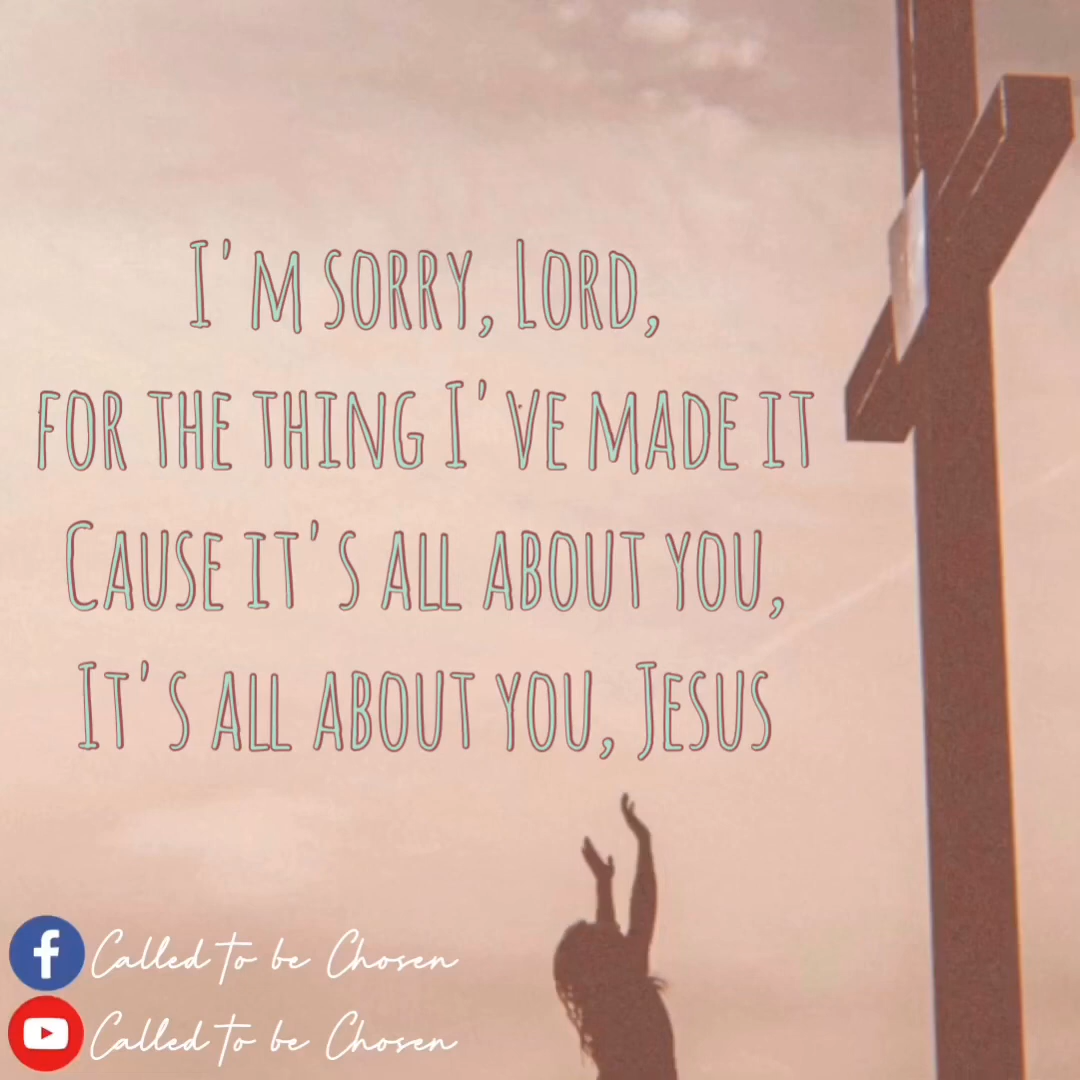 I'm sorry, Lord,
for the thing I've made it
Cause it's all about you,
It's all about you, Jesus
Called to be Chosen
Called to be Chosen